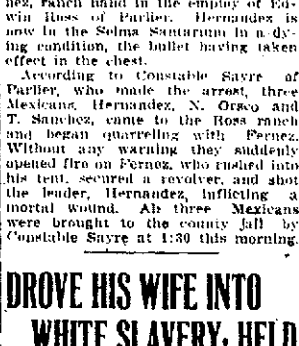 nez, ranch hand in the employ of Ed-
win Ross of Parlier. Hernandez is
now in the Selma Santarium in a dy-
ing condition, the bullet having taken
effect in the chest.
According to Constable Sayre of
Parlier, who made the arrest, three
Mexicans, Hernandez, N. Orsco and
T. Sanchez, came to the Ross ranch
and began quarreling with Fernez.
Without any warning they suddenly
opened fire on Fernez, who rushed into
his tent, secured a revolver, and shot
the leader, Hernandez, inflicting a
mortal wound. All three Mexicans
were brought to the county jail by
Constable Sayre at 1:30 this morning.
DROVE HIS WIFE INTO
WHITE SLAVERY; HELD